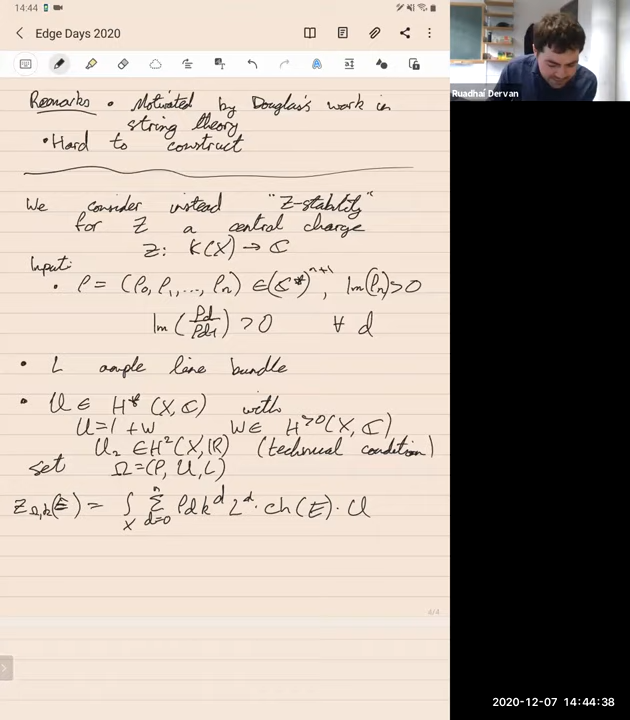 14:44
Edge Days 2020
Remarks • Motivated by Douglas's work in
string theory
• Hard to construct
We consider instead "Z-stability"
for Z a central charge
Z: K(X) → ℂ
Input:
• ρ = (ρ0, ρ1, ..., ρn) ∈ (ℂ*)^{n+1}, Im(ρn) > 0
Im(ρd/ρd+1) > 0 ∀ d
• L ample line bundle
• U ∈ H*(X, ℂ) with
U = 1 + W W ∈ H^{>0}(X, ℂ)
U2 ∈ H²(X, ℝ) (technical condition)
set Ω = (ρ, U, L)
Z_{Ω,k}(E) = ∫_X Σ_{d=0}^{n} ρd k^d L^d · ch(E) · U
4/4
Ruadhaí Dervan
2020-12-07 14:44:38